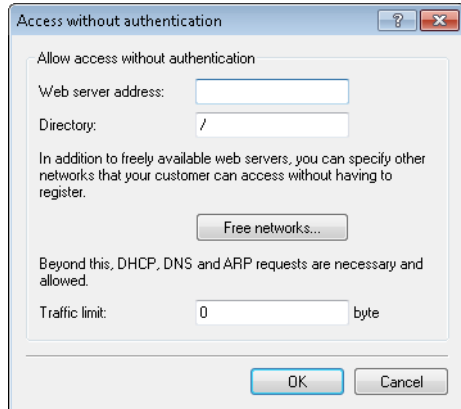 Access without authentication
?
Allow access without authentication
Web server address:
Directory: /
In addition to freely available web servers, you can specify other
networks that your customer can access without having to
register.
Free networks...
Beyond this, DHCP, DNS and ARP requests are necessary and
allowed.
Traffic limit: 0 byte
OK Cancel